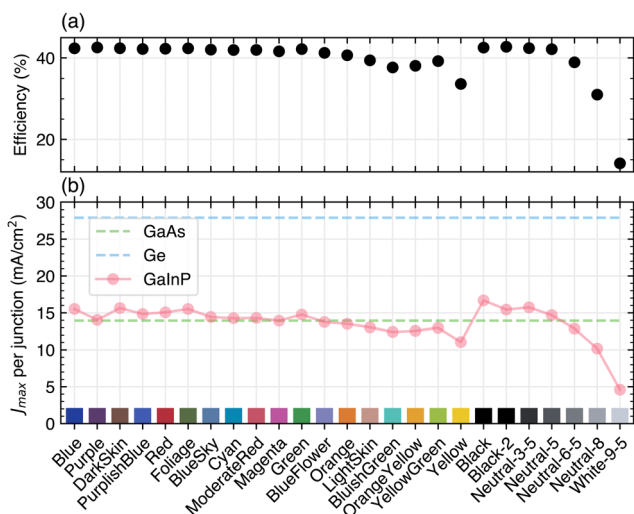 (a)
Efficiency (%)
40
20
(b)
J_max per junction (mA/cm²)
30
25
20
15
10
5
0
GaAs
Ge
GaInP
Blue
Purple
DarkSkin
PurplishBlue
Red
Foliage
BlueSky
Cyan
ModerateRed
Magenta
Green
BlueFlower
Orange
LightSkin
BluishGreen
OrangeYellow
YellowGreen
Yellow
Black
Black-2
Neutral-3-5
Neutral-5
Neutral-6-5
Neutral-8
White-9-5